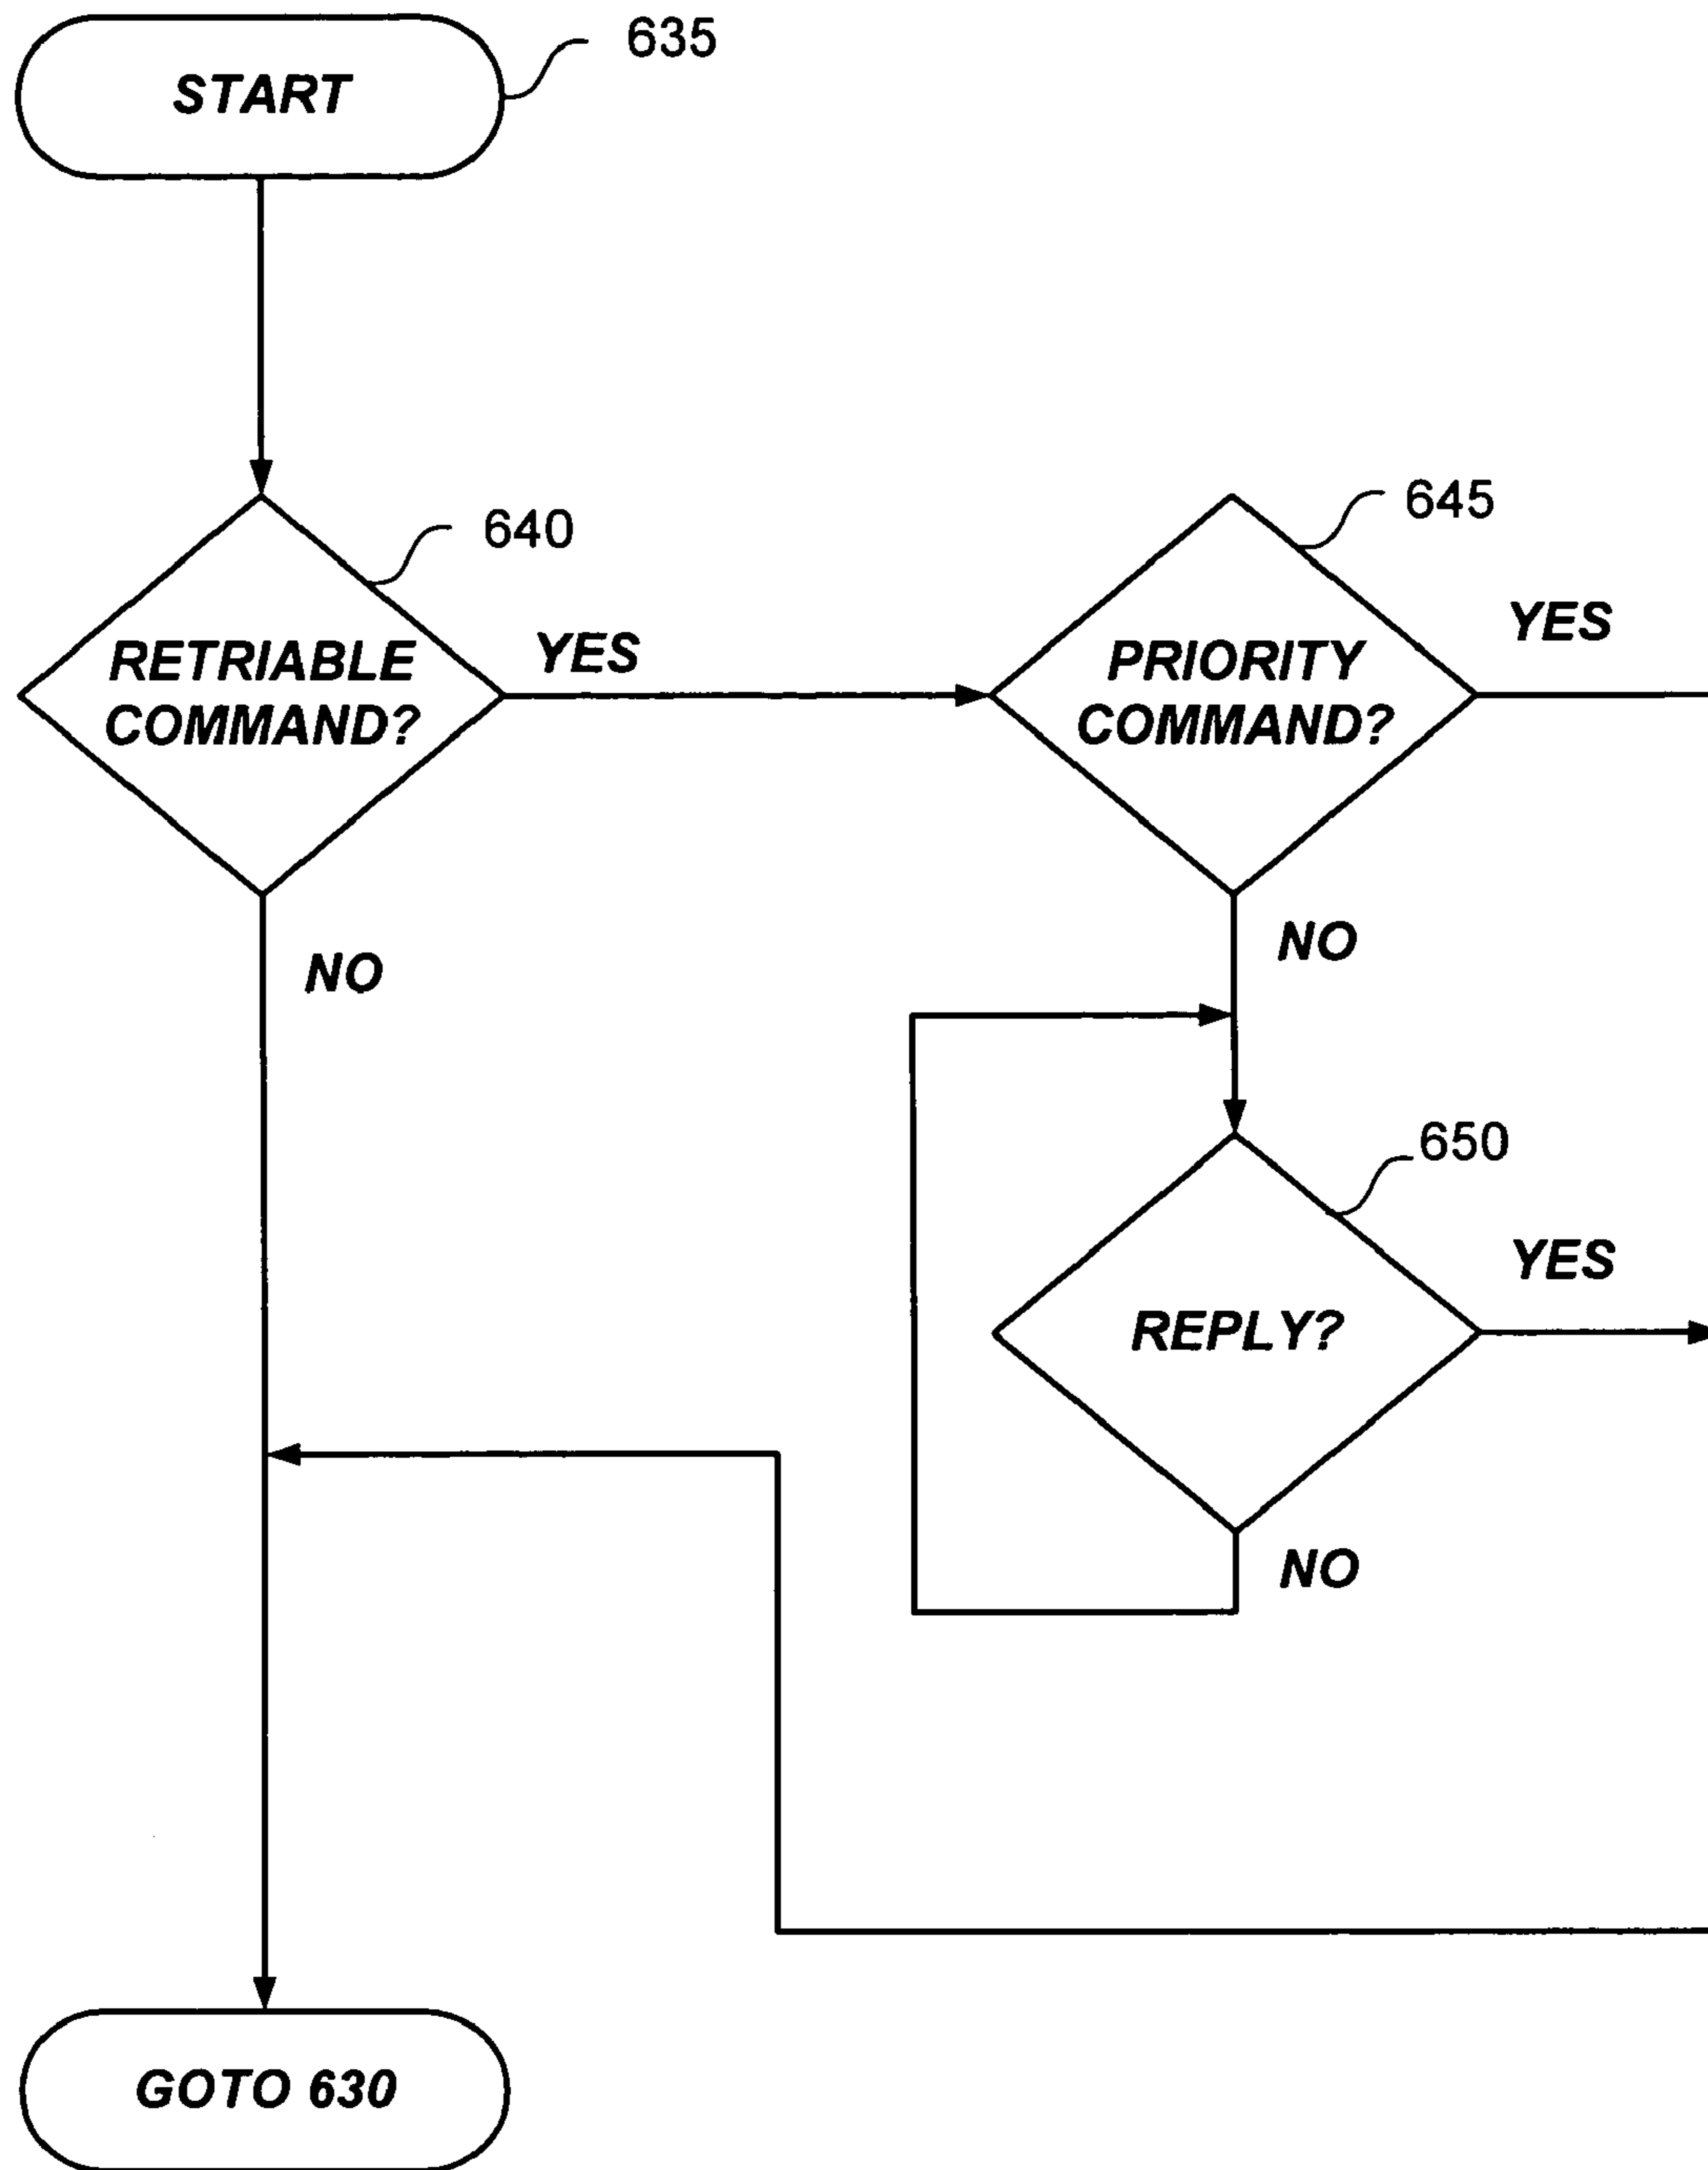 START
635
640
RETRIABLE
COMMAND?
YES
645
PRIORITY
COMMAND?
YES
NO
NO
650
REPLY?
YES
NO
GOTO 630